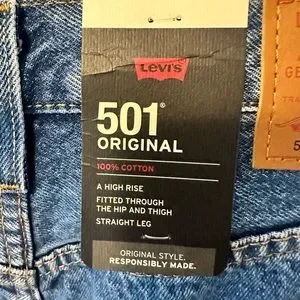 Levi's
501®
ORIGINAL
100% COTTON
A HIGH RISE
FITTED THROUGH
THE HIP AND THIGH
STRAIGHT LEG
ORIGINAL STYLE.
RESPONSIBLY MADE.